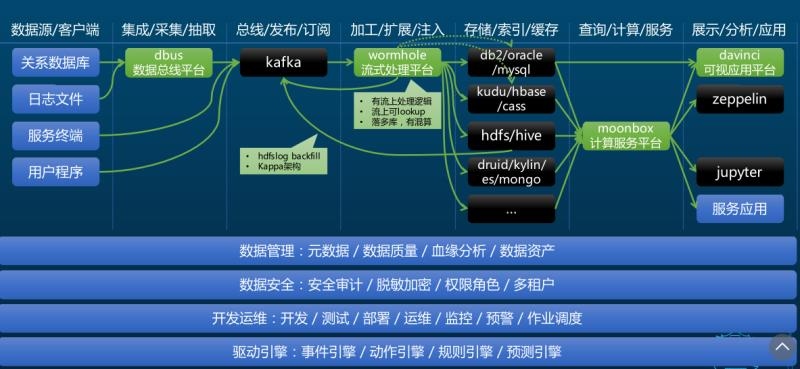 数据源/客户端
集成/采集/抽取
总线/发布/订阅
加工/扩展/注入
存储/索引/缓存
查询/计算/服务
展示/分析/应用
关系数据库
日志文件
服务终端
用户程序
dbus
数据总线平台
kafka
hdfslog backfill
Kappa架构
wormhole
流式处理平台
有流上处理逻辑
流上可lookup
落多库，有混算
db2/oracle
/mysql
kudu/hbase
/cass
hdfs/hive
druid/kylin/
es/mongo
...
moonbox
计算服务平台
davinci
可视应用平台
zeppelin
jupyter
服务应用
数据管理：元数据 / 数据质量 / 血缘分析 / 数据资产
数据安全：安全审计 / 脱敏加密 / 权限角色 / 多租户
开发运维：开发 / 测试 / 部署 / 运维 / 监控 / 预警 / 作业调度
驱动引擎：事件引擎 / 动作引擎 / 规则引擎 / 预测引擎